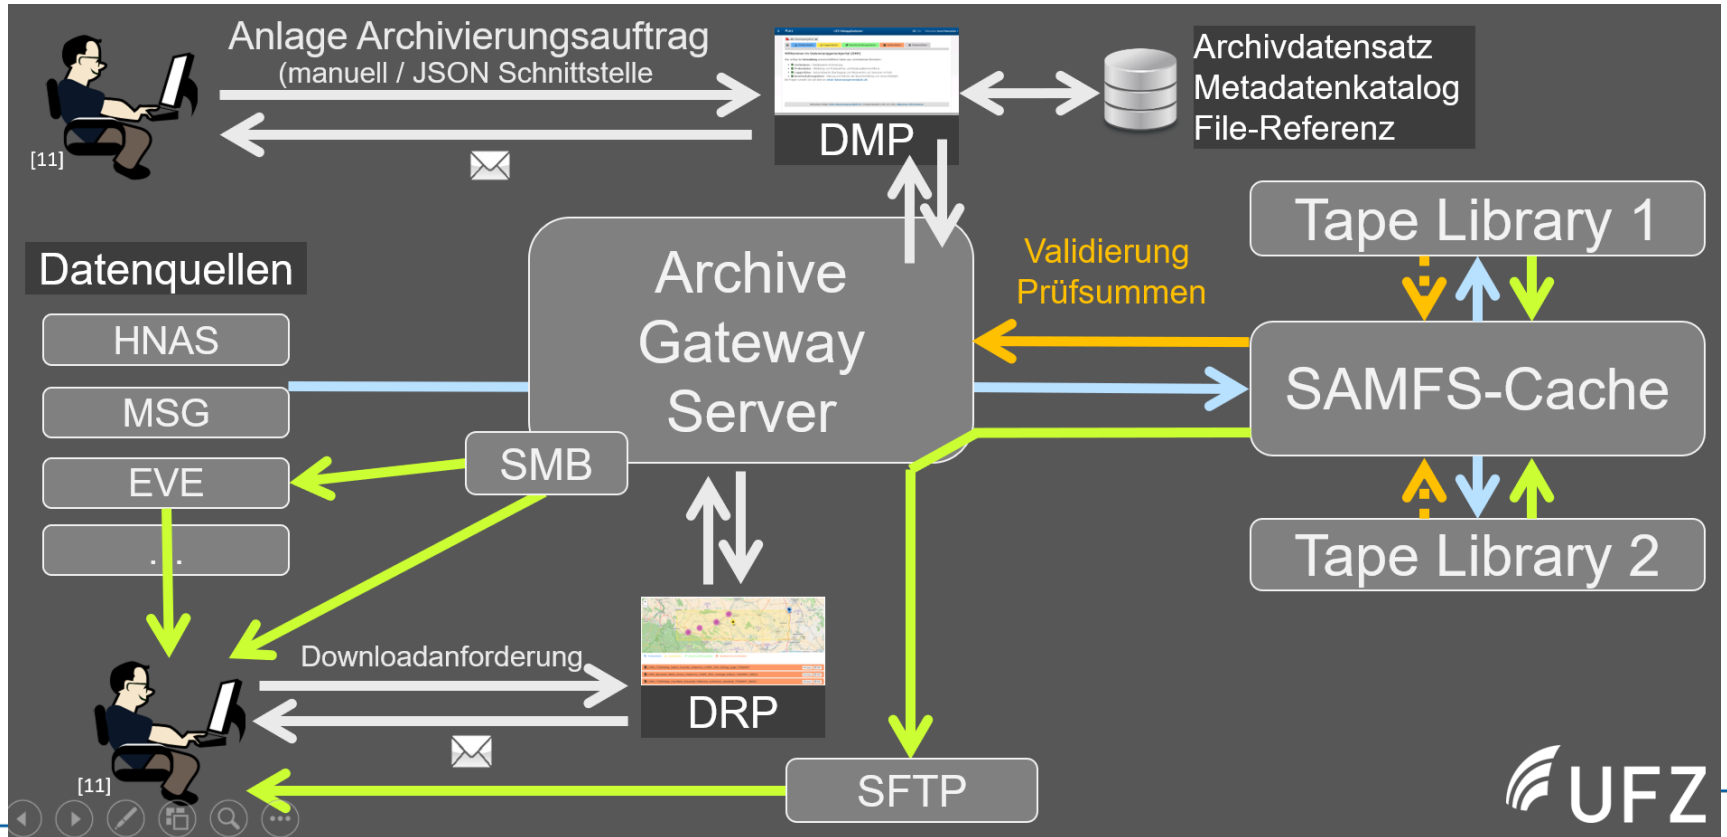 Anlage Archivierungsauftrag
(manuell / JSON Schnittstelle
[11]
DMP
Archivdatensatz
Metadatenkatalog
File-Referenz
Datenquellen
HNAS
MSG
EVE
...
Archive
Gateway
Server
SMB
Validierung
Prüfsummen
Tape Library 1
SAMFS-Cache
Tape Library 2
Downloadanforderung
DRP
[11]
SFTP
UFZ